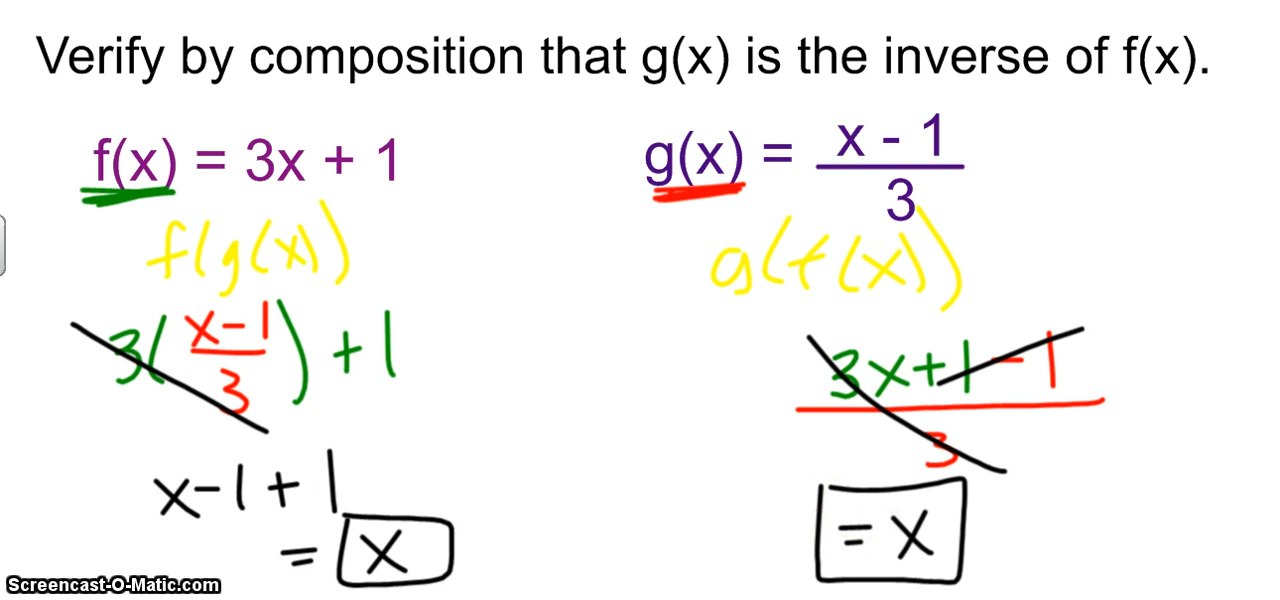 Verify by composition that g(x) is the inverse of f(x).
f(x) = 3x + 1
g(x) = x - 1 / 3
f(g(x))
g(f(x))
3(x-1 / 3) + 1
3x+1-1 / 3
x-1+1
= x
= x
Screencast-O-Matic.com